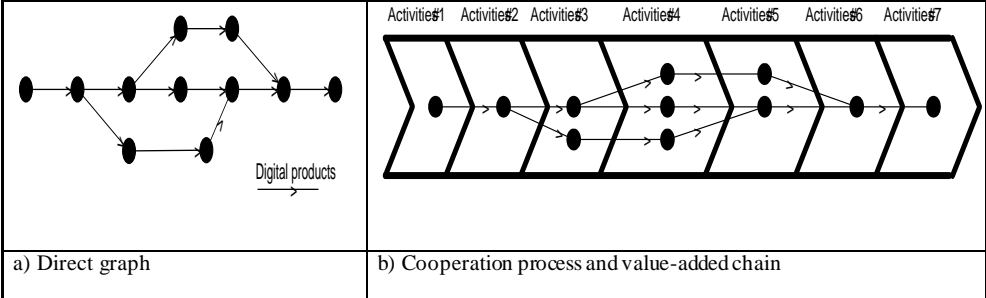 Activities#1 Activities#2 Activities#3 Activities#4 Activities#5 Activities#6 Activities#7
Digital products
a) Direct graph
b) Cooperation process and value-added chain